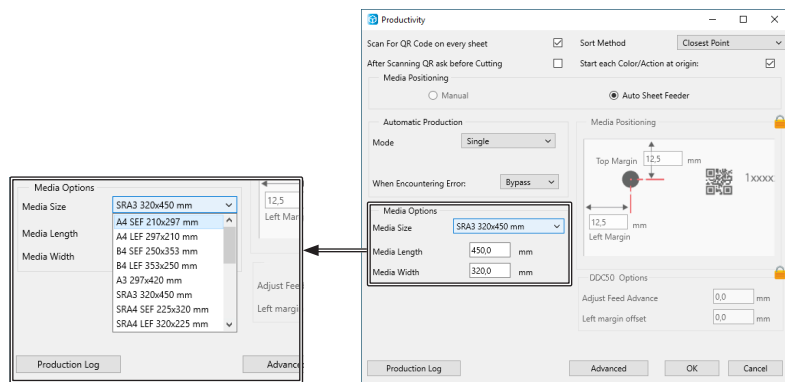 Productivity
Scan For QR Code on every sheet
Sort Method
Closest Point
After Scanning QR ask before Cutting
Start each Color/Action at origin:
Media Positioning
Manual
Auto Sheet Feeder
Automatic Production
Mode
Single
When Encountering Error:
Bypass
Media Positioning
Top Margin
12,5
mm
1xxxx
12,5
mm
Left Margin
Media Options
Media Size
SRA3 320x450 mm
Media Length
450,0
mm
Media Width
320,0
mm
DDC50 Options
Adjust Feed Advance
0,0
mm
Left margin offset
0,0
mm
Production Log
Advanced
OK
Cancel
Media Options
Media Size
SRA3 320x450 mm
Media Length
Media Width
A4 SEF 210x297 mm
A4 LEF 297x210 mm
B4 SEF 250x353 mm
B4 LEF 353x250 mm
A3 297x420 mm
SRA3 320x450 mm
SRA4 SEF 225x320 mm
SRA4 LEF 320x225 mm
12,5
Left Mar
Adjust Feed
Left margi
Production Log
Advance